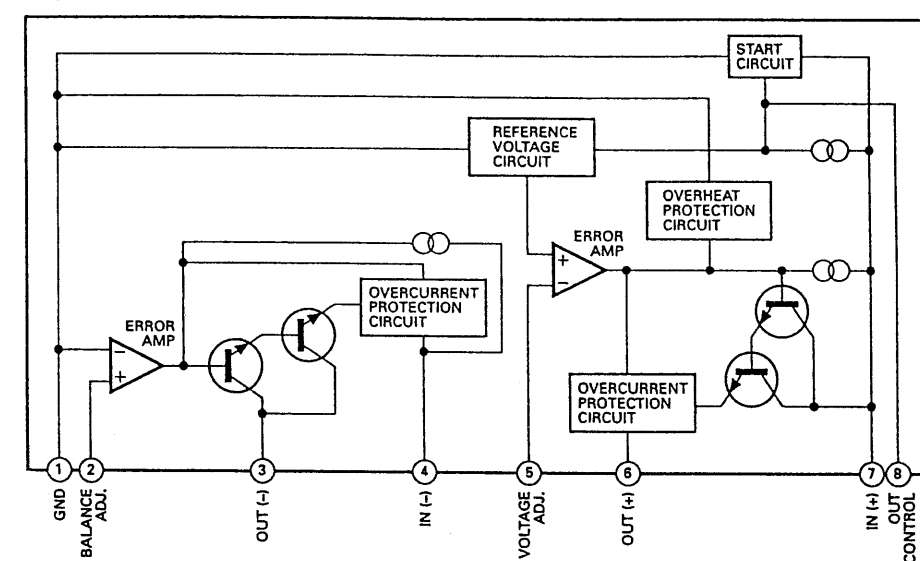 START
CIRCUIT
REFERENCE
VOLTAGE
CIRCUIT
OVERHEAT
PROTECTION
CIRCUIT
ERROR
AMP
+
−
OVERCURRENT
PROTECTION
CIRCUIT
ERROR
AMP
−
+
OVERCURRENT
PROTECTION
CIRCUIT
1 2 3 4 5 6 7 8
GND
BALANCE
ADJ.
OUT (−)
IN (−)
VOLTAGE
ADJ.
OUT (+)
IN (+)
OUT
CONTROL